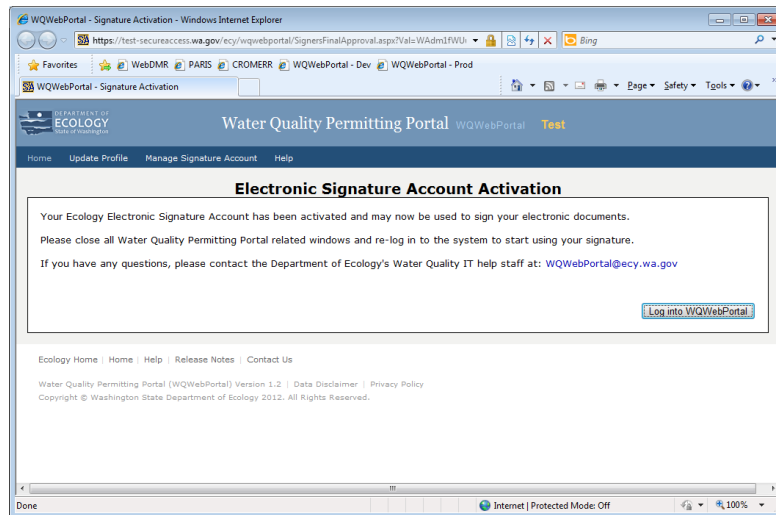 WQWebPortal - Signature Activation - Windows Internet Explorer
https://test-secureaccess.wa.gov/ecy/wqwebportal/SignersFinalApproval.aspx?Val=WAdm1fWU Bing
Favorites WebDMR PARIS CROMERR WQWebPortal - Dev WQWebPortal - Prod
WQWebPortal - Signature Activation Page Safety Tools
DEPARTMENT OF
ECOLOGY
State of Washington
Water Quality Permitting Portal WQWebPortal Test
Home Update Profile Manage Signature Account Help
Electronic Signature Account Activation
Your Ecology Electronic Signature Account has been activated and may now be used to sign your electronic documents.
Please close all Water Quality Permitting Portal related windows and re-log in to the system to start using your signature.
If you have any questions, please contact the Department of Ecology's Water Quality IT help staff at: WQWebPortal@ecy.wa.gov
Log into WQWebPortal
Ecology Home | Home | Help | Release Notes | Contact Us
Water Quality Permitting Portal (WQWebPortal) Version 1.2 | Data Disclaimer | Privacy Policy
Copyright © Washington State Department of Ecology 2012. All Rights Reserved.
Done Internet | Protected Mode: Off 100%